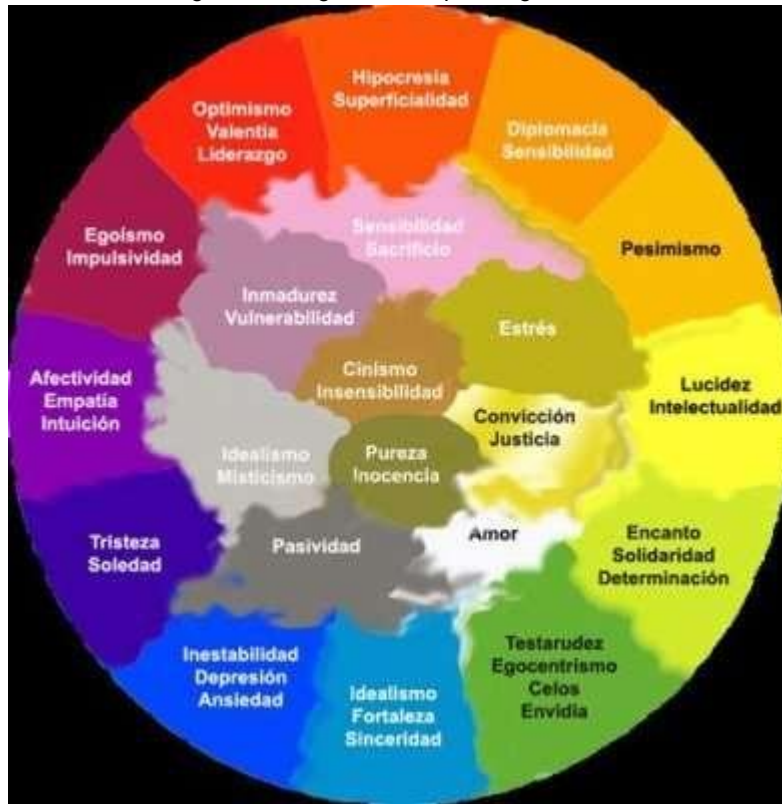 Hipocresia
Superficialidad
Optimismo
Valentia
Liderazgo
Diplomacia
Sensibilidad
Egoísmo
Impulsividad
Sensibilidad
Sacrificio
Pesimismo
Inmadurez
Vulnerabilidad
Estrés
Afectividad
Empatía
Intuición
Cinismo
Insensibilidad
Lucidez
Intelectualidad
Convicción
Justicia
Idealismo
Misticismo
Pureza
Inocencia
Tristeza
Soledad
Pasividad
Amor
Encanto
Solidaridad
Determinación
Inestabilidad
Depresión
Ansiedad
Idealismo
Fortaleza
Sinceridad
Testarudez
Egocentrismo
Celos
Envidia